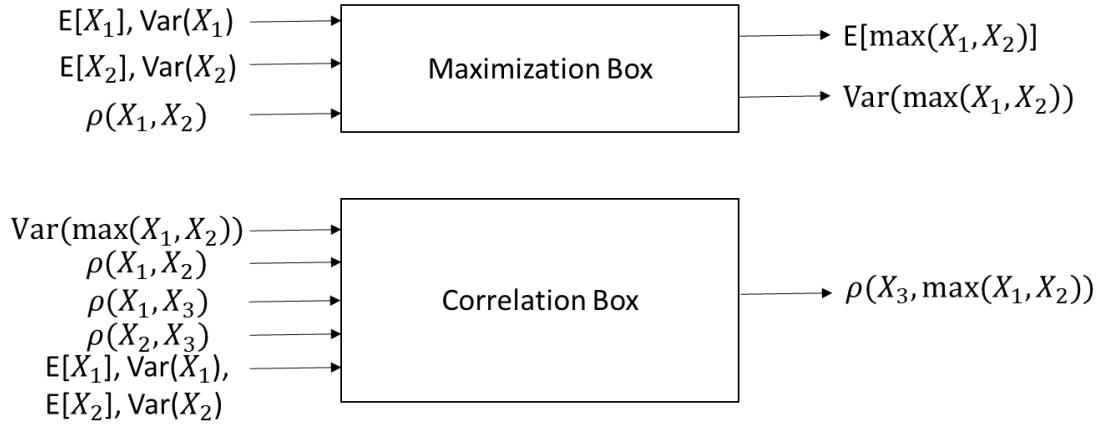 E[X₁], Var(X₁)
E[X₂], Var(X₂)
ρ(X₁, X₂)
Maximization Box
E[max(X₁, X₂)]
Var(max(X₁, X₂))
Var(max(X₁, X₂))
ρ(X₁, X₂)
ρ(X₁, X₃)
ρ(X₂, X₃)
E[X₁], Var(X₁),
E[X₂], Var(X₂)
Correlation Box
ρ(X₃, max(X₁, X₂))